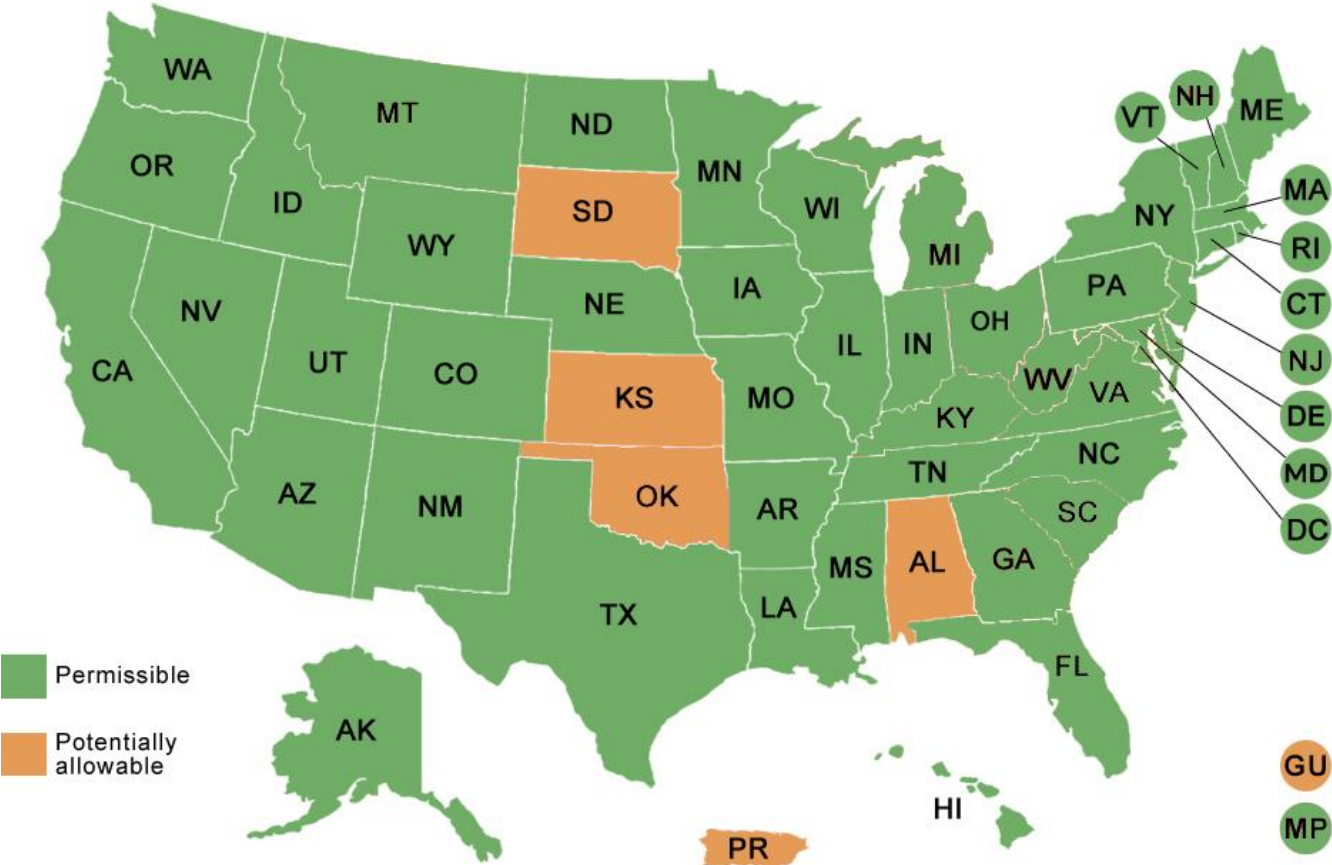 WA
MT
ND
MN
OR
ID
SD
WI
MI
NY
VT
NH
ME
MA
RI
CT
NJ
DE
MD
DC
WY
NE
IA
PA
NV
UT
CO
KS
MO
IL
IN
OH
WV
VA
KY
CA
AZ
NM
OK
AR
TN
NC
SC
MS
AL
GA
TX
LA
FL
Permissible
Potentially
allowable
AK
HI
PR
GU
MP